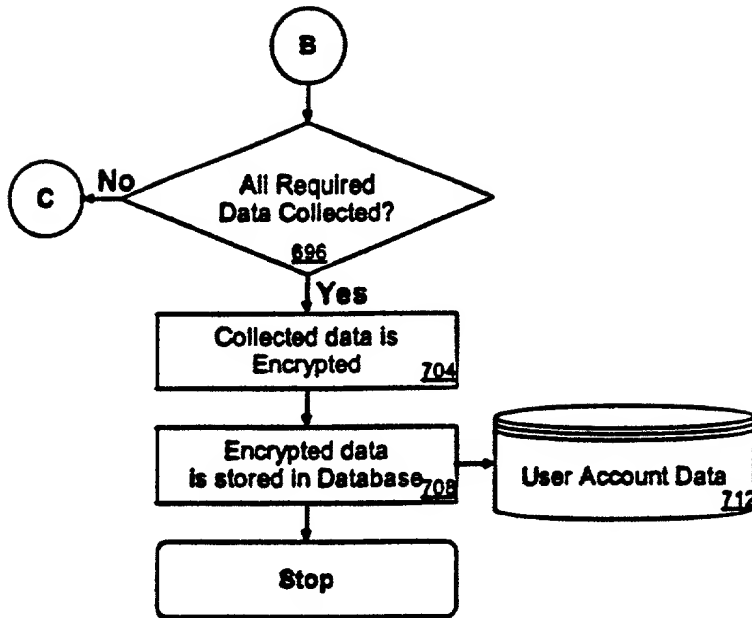 B
No
C
All Required
Data Collected?
696
Yes
Collected data is
Encrypted
704
Encrypted data
is stored in Database
708
User Account Data
712
Stop